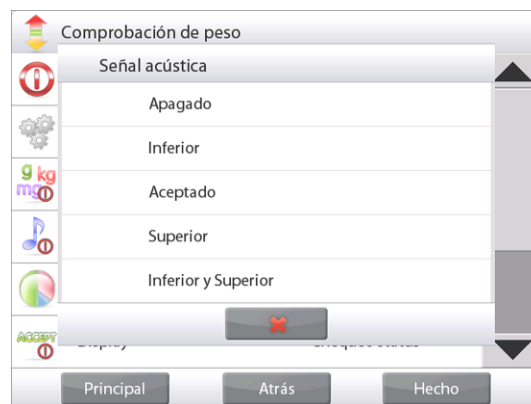 Comprobación de peso
Señal acústica
Apagado
Inferior
g kg
mg
Aceptado
Superior
Inferior y Superior
ACCEPT
Principal
Atrás
Hecho